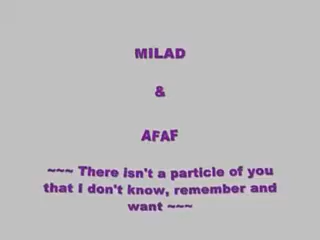 MILAD
&
AFAF
~~~ There isn't a particle of you
that I don't know, remember and
want ~~~